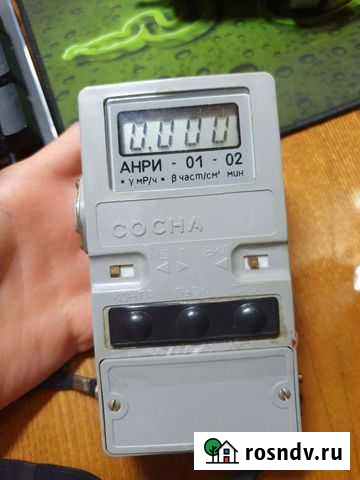 0.000
АНРИ - 01 - 02
• γ мР/ч • β част/см² мин
СОСНА
rosndv.ru